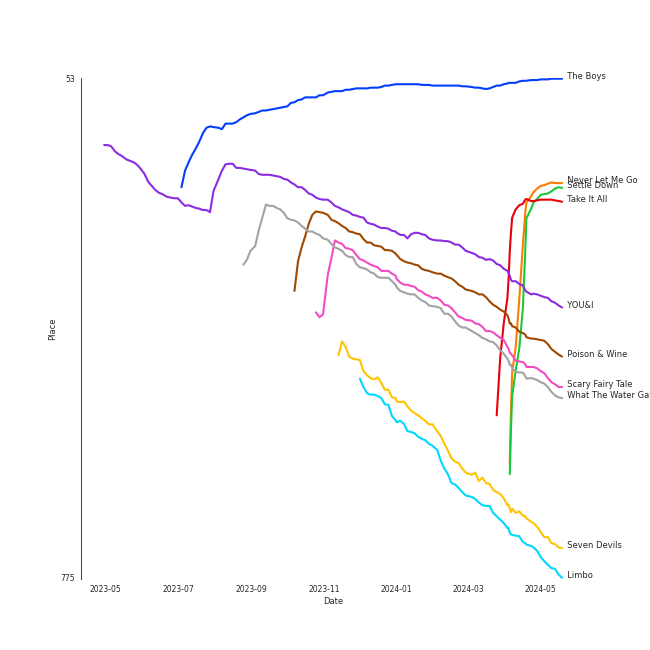 53
The Boys
Never Let Me Go
Settle Down
Take It All
YOU&I
Place
Poison & Wine
Scary Fairy Tale
What The Water Ga
Seven Devils
775
Limbo
2023-05 2023-07 2023-09 2023-11 2024-01 2024-03 2024-05
Date